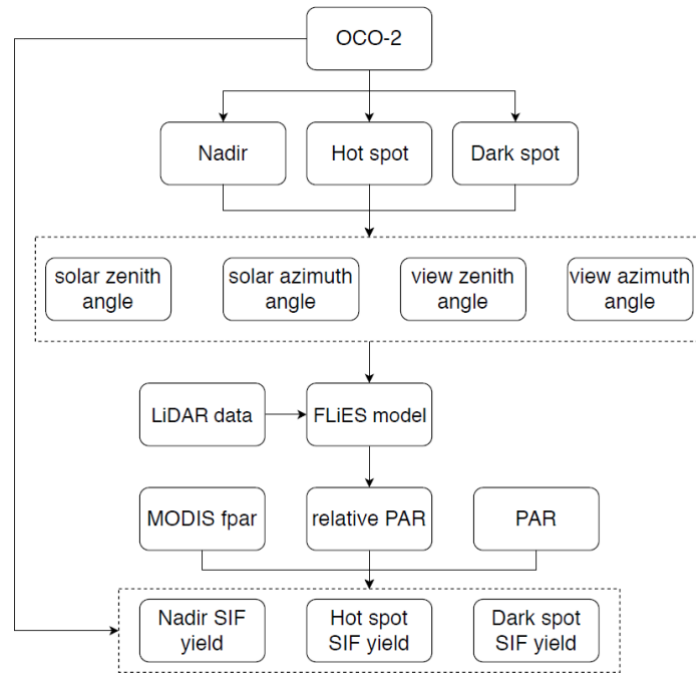 OCO-2
Nadir
Hot spot
Dark spot
solar zenith
angle
solar azimuth
angle
view zenith
angle
view azimuth
angle
LiDAR data
FLiES model
MODIS fpar
relative PAR
PAR
Nadir SIF
yield
Hot spot
SIF yield
Dark spot
SIF yield